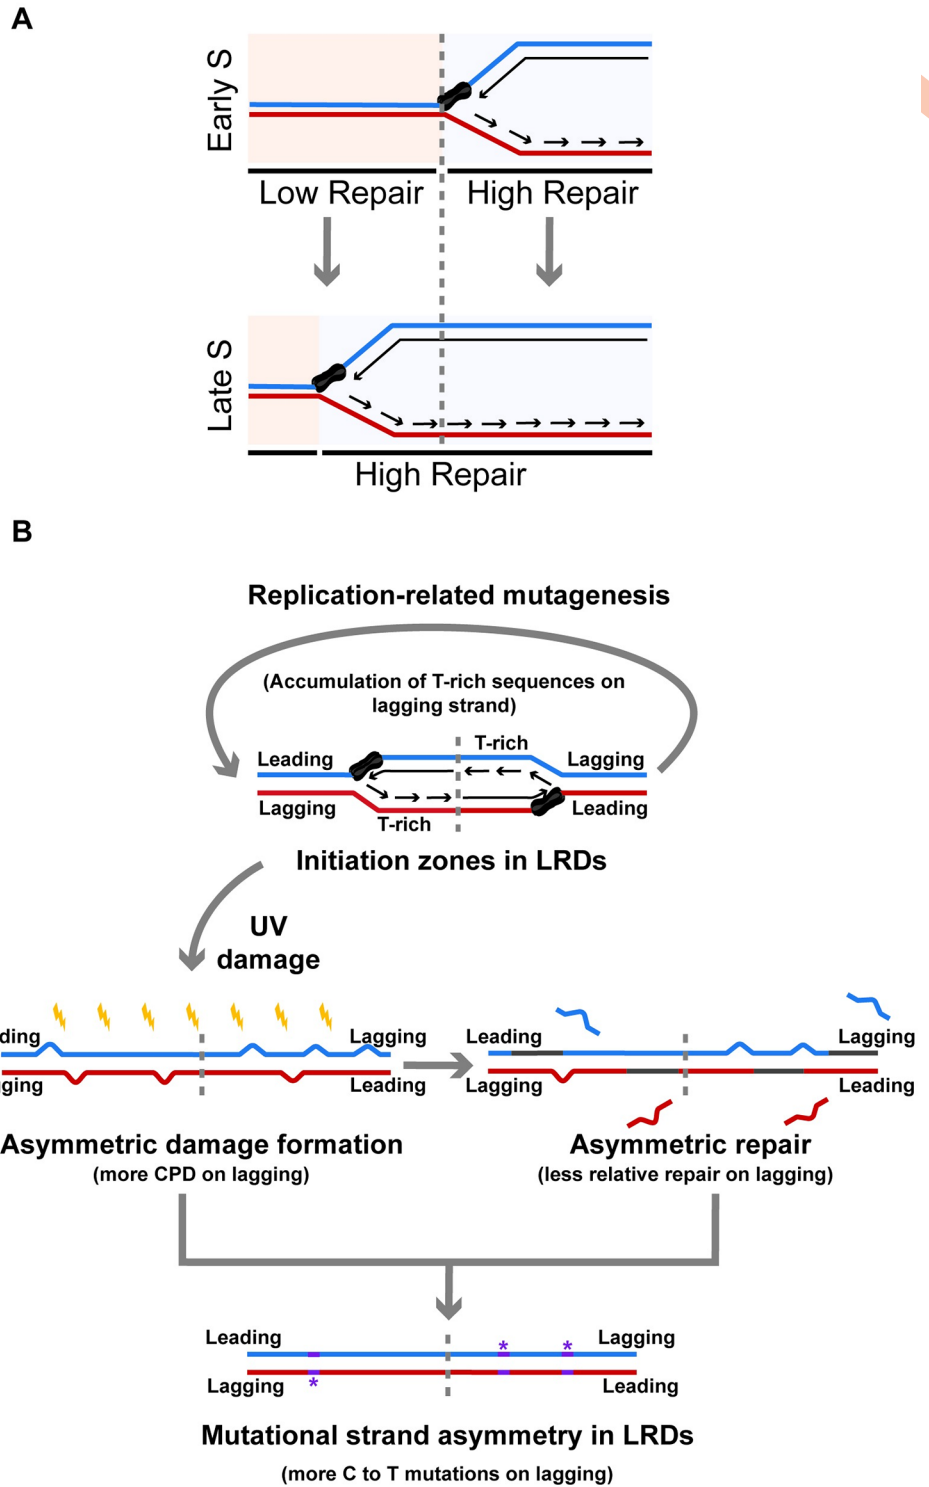 A
Early S
Low Repair
High Repair
Late S
High Repair
B
Replication-related mutagenesis
(Accumulation of T-rich sequences on
lagging strand)
T-rich
Leading
Lagging
Lagging
Leading
T-rich
Initiation zones in LRDs
UV
damage
ding
Lagging
Leading
Lagging
ging
Leading
Lagging
Leading
Asymmetric damage formation
(more CPD on lagging)
Asymmetric repair
(less relative repair on lagging)
Leading
Lagging
*
*
Lagging
*
Leading
Mutational strand asymmetry in LRDs
(more C to T mutations on lagging)